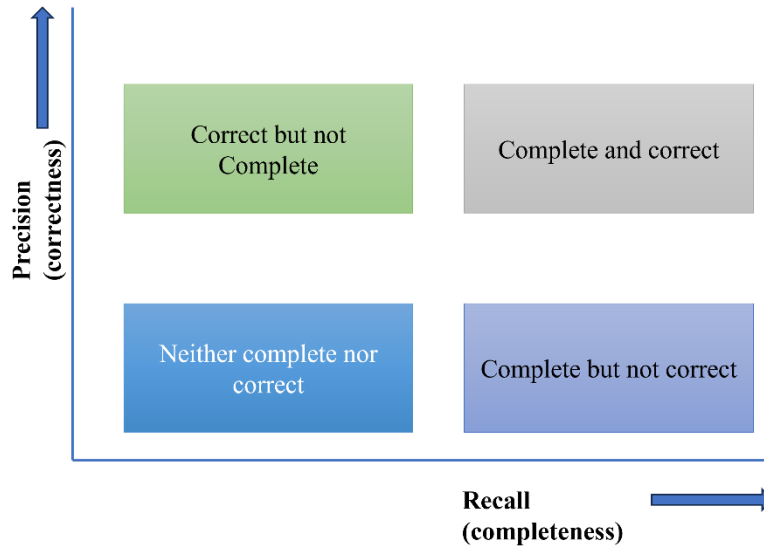 Precision
(correctness)
Correct but not
Complete
Complete and correct
Neither complete nor
correct
Complete but not correct
Recall
(completeness)